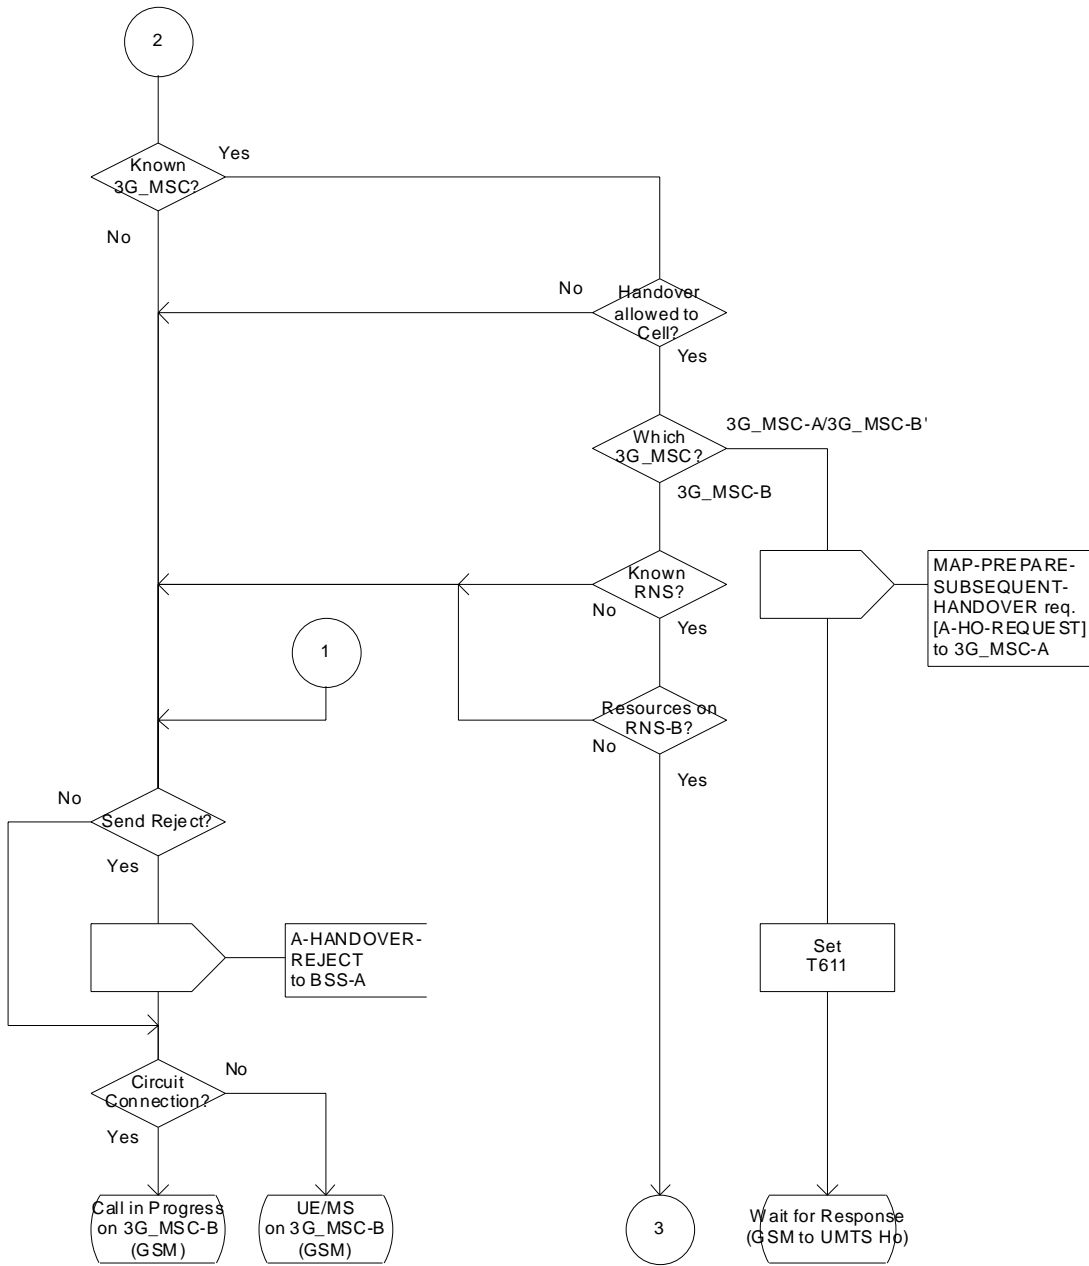 2
Known
3G_MSC?
Yes
No
Handover
allowed to
Cell?
No
Yes
Which
3G_MSC?
3G_MSC-A/3G_MSC-B'
3G_MSC-B
Known
RNS?
No
Yes
MAP-PREPARE-
SUBSEQUENT-
HANDOVER req.
[A-HO-REQUEST]
to 3G_MSC-A
1
Resources on
RNS-B?
No
Yes
No
Send Reject?
Yes
A-HANDOVER-
REJECT
to BSS-A
Set
T611
Circuit
Connection?
No
Yes
Call in Progress
on 3G_MSC-B
(GSM)
UE/MS
on 3G_MSC-B
(GSM)
3
Wait for Response
(GSM to UMTS Ho)